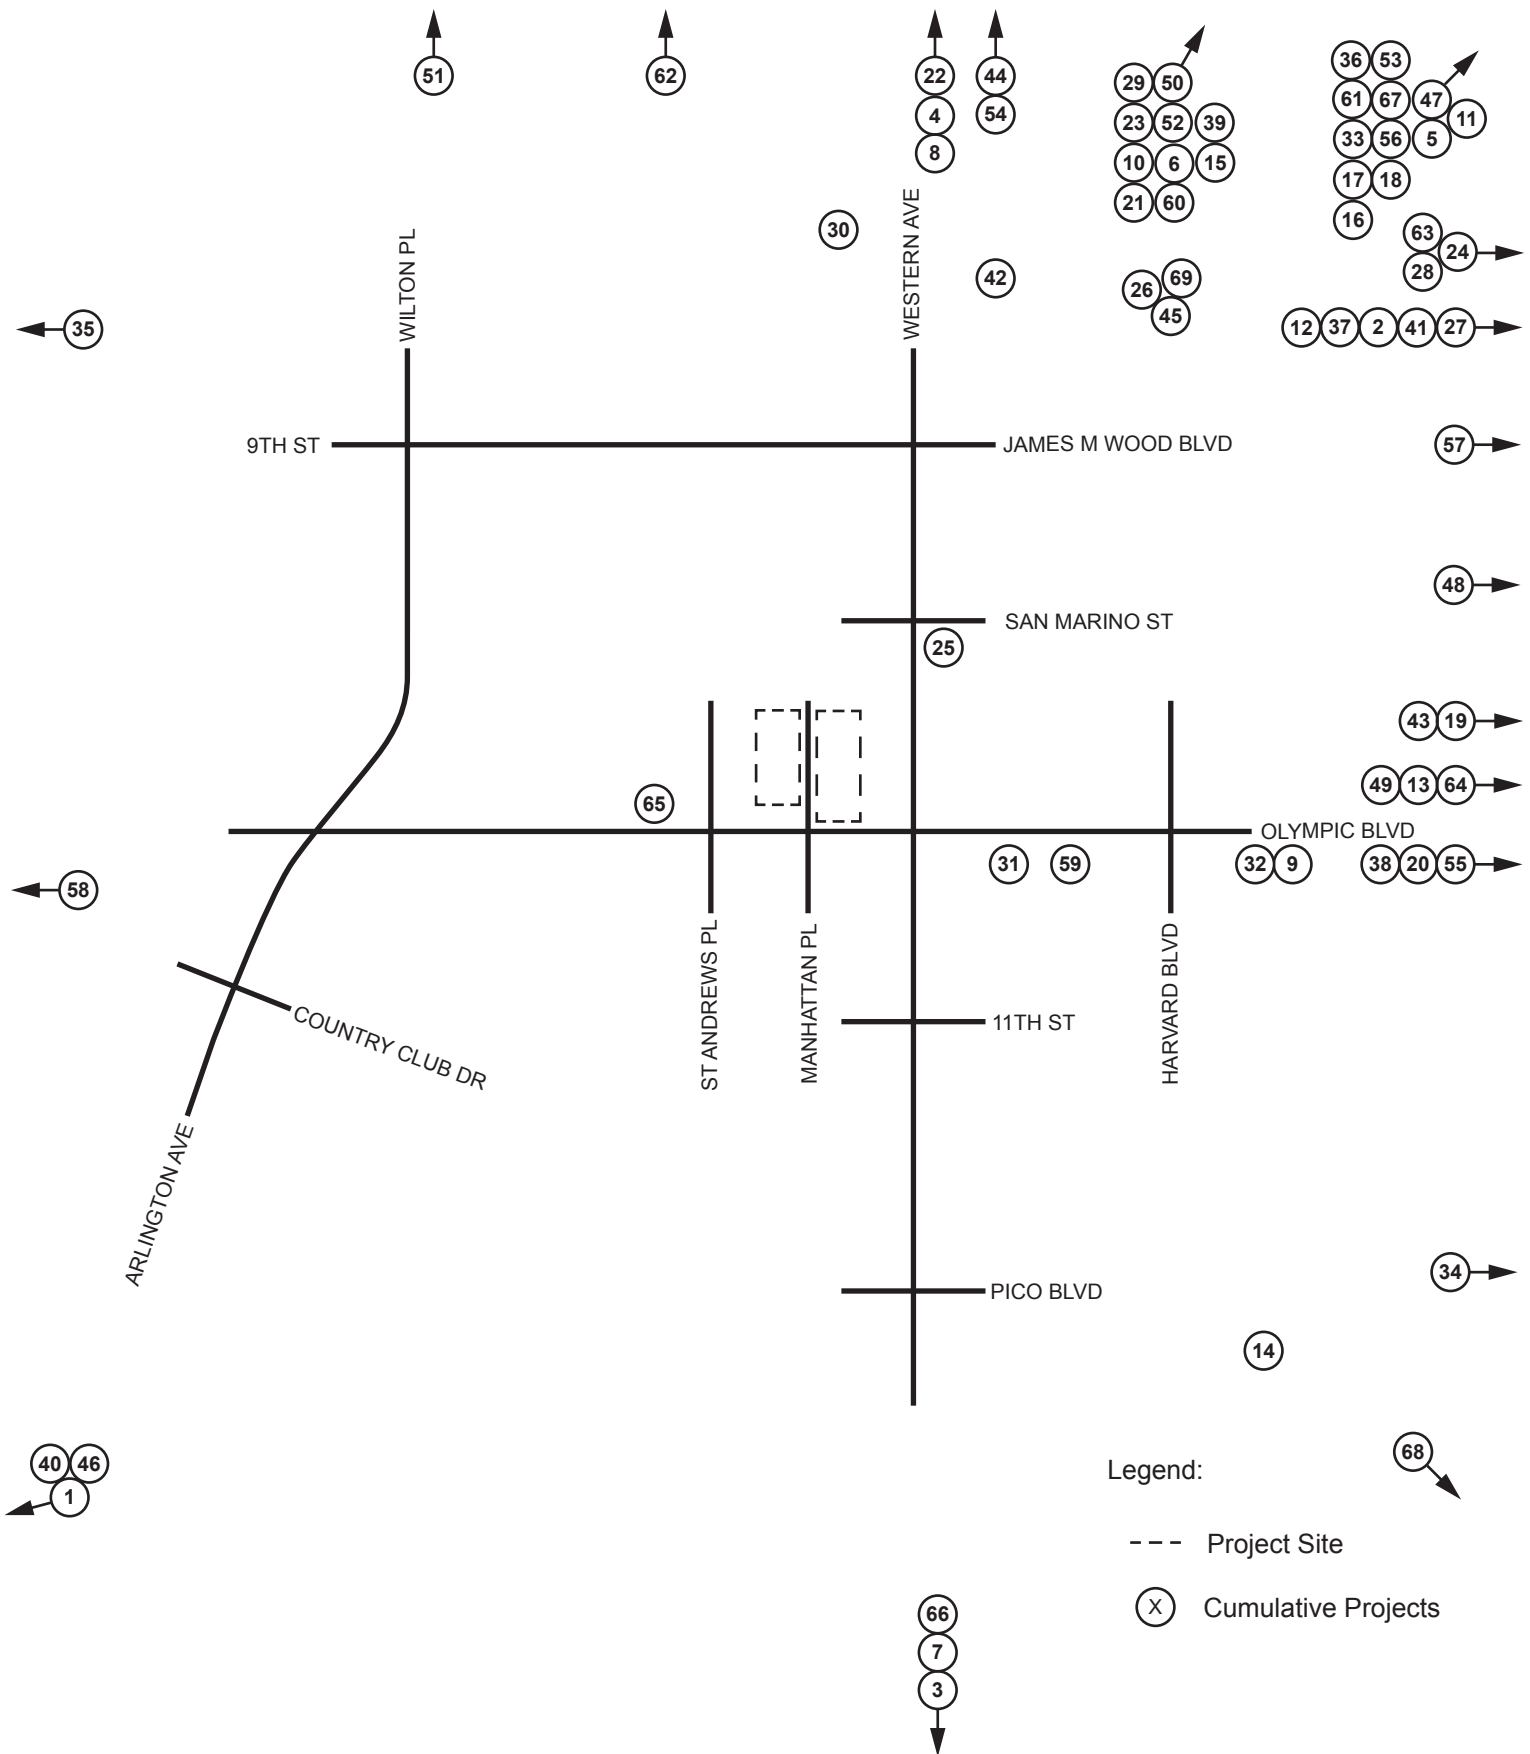 51
62
22
44
4
54
8
29 50
23 52 39
10 6 15
21 60
36 53
61 67 47
11
33 56 5
17 18
16
63
24
28
30
42
26 69
45
35
12 37 2 41 27
WILTON PL
WESTERN AVE
9TH ST
JAMES M WOOD BLVD
57
48
SAN MARINO ST
25
43 19
49 13 64
65
OLYMPIC BLVD
31 59
32 9
38 20 55
58
ST ANDREWS PL
MANHATTAN PL
HARVARD BLVD
COUNTRY CLUB DR
11TH ST
ARLINGTON AVE
34
PICO BLVD
14
40 46
1
68
Legend:
Project Site
X Cumulative Projects
66
7
3